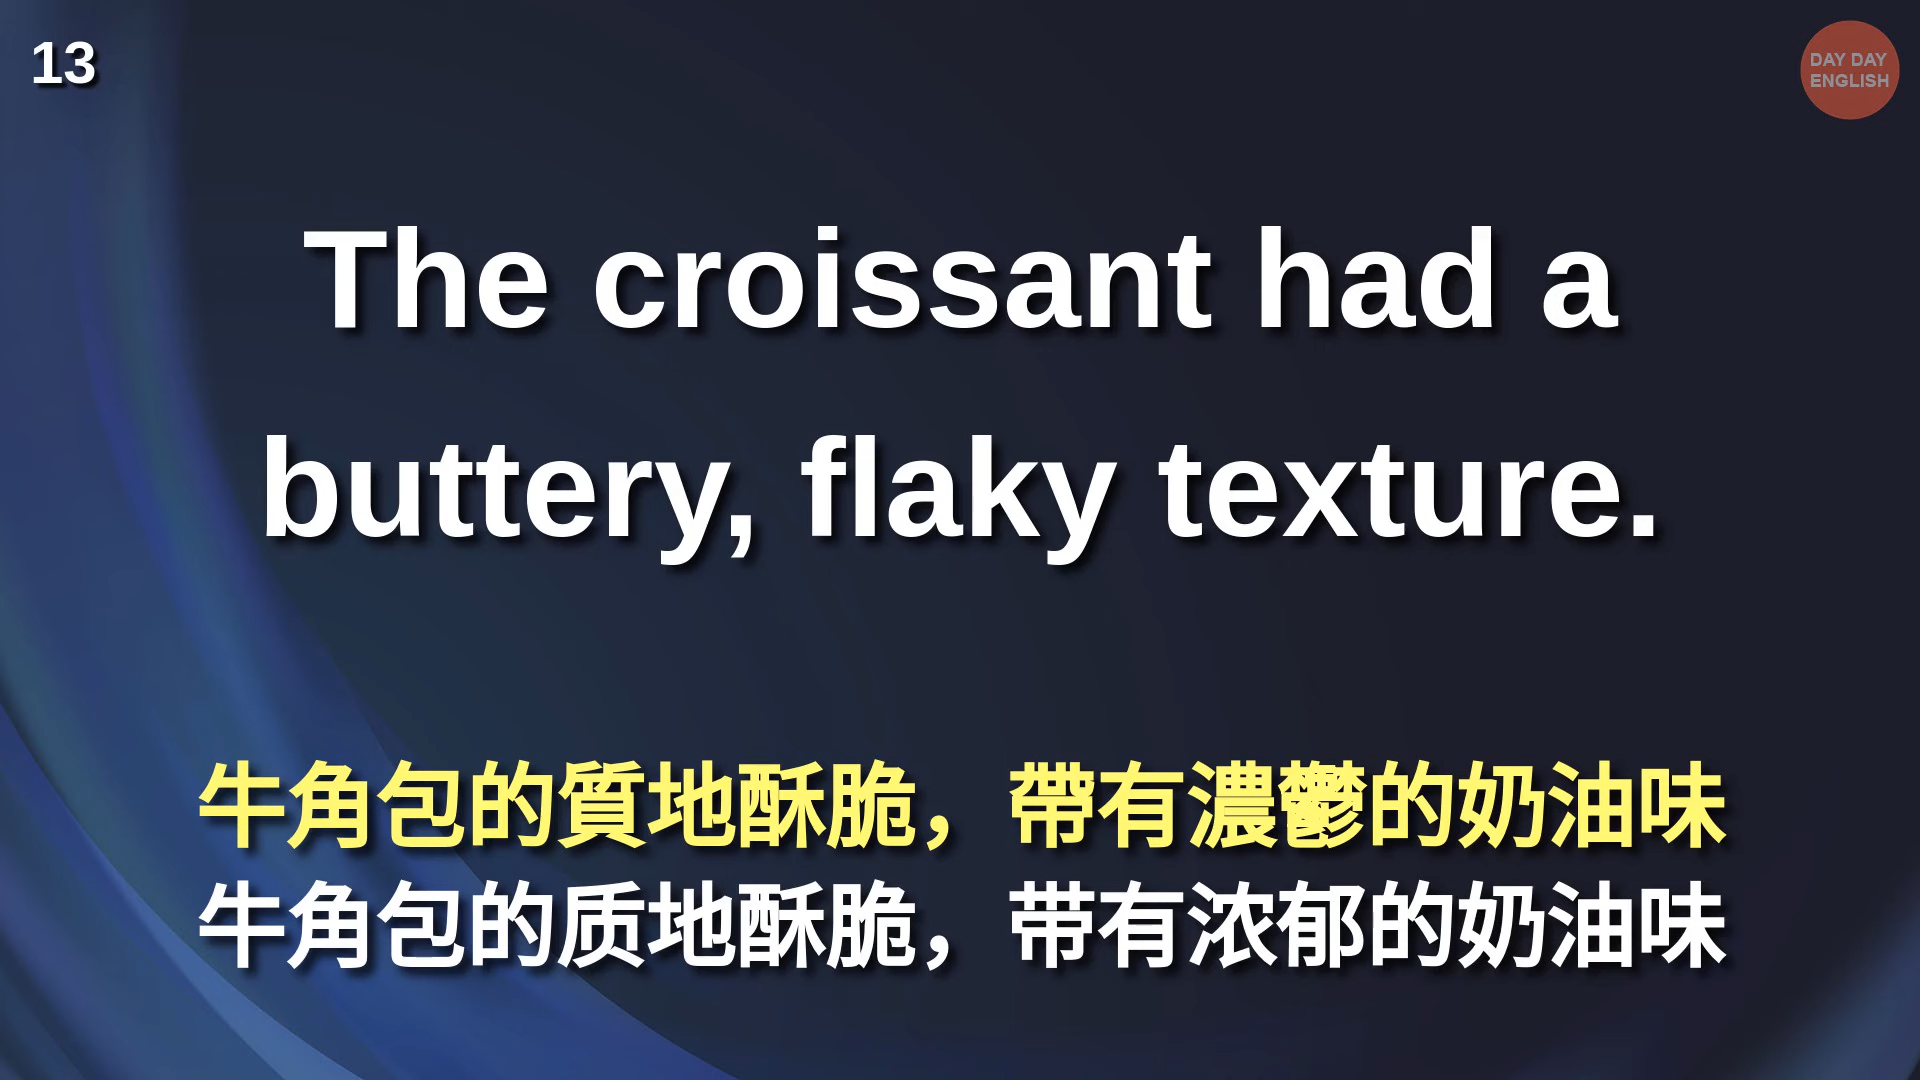 13
DAY DAY
ENGLISH
The croissant had a
buttery, flaky texture.
牛角包的質地酥脆，帶有濃鬱的奶油味
牛角包的质地酥脆，带有浓郁的奶油味